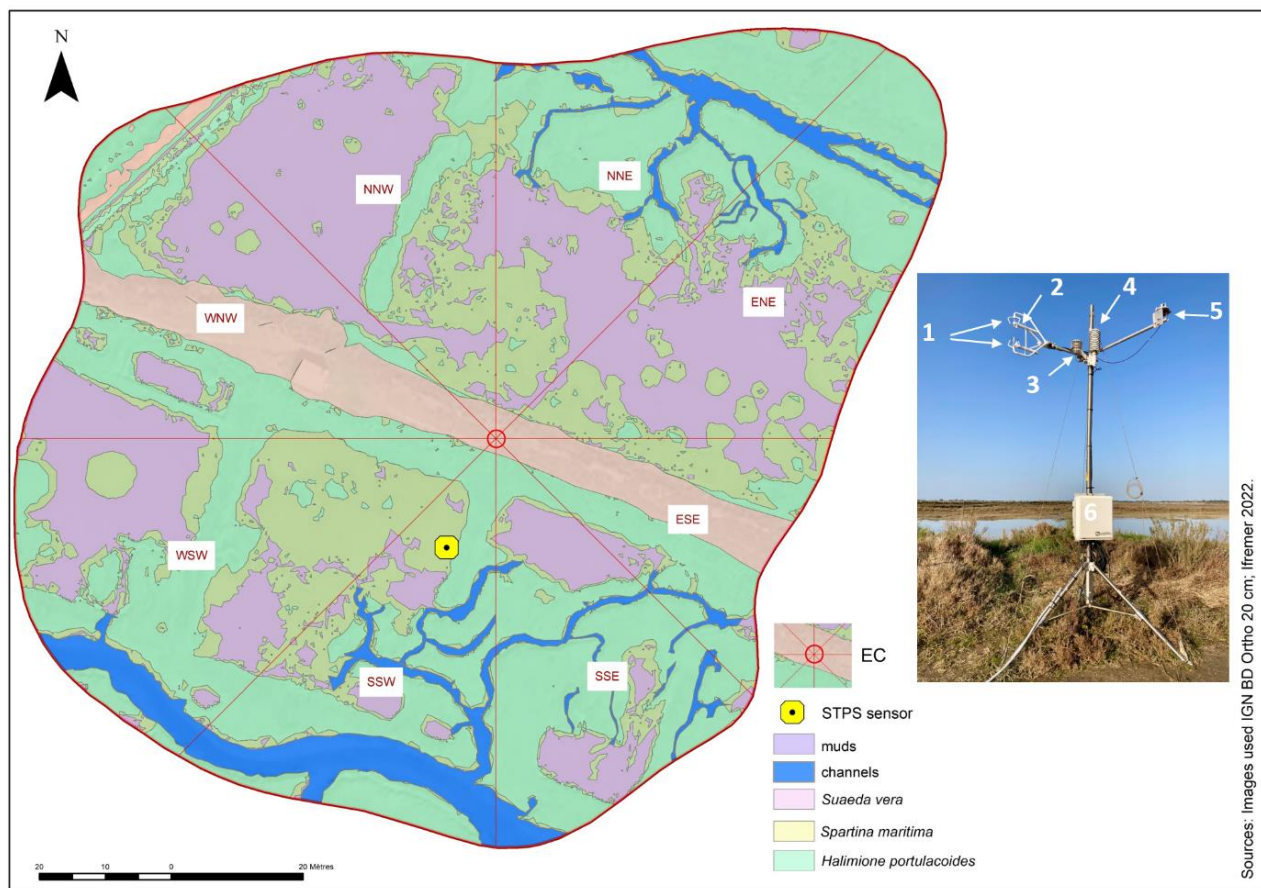 N
NNW
NNE
WNW
ENE
ESE
WSW
SSW
SSE
1
2
3
4
5
6
EC
STPS sensor
muds
channels
Suaeda vera
Spartina maritima
Halimione portulacoides
20 10 0 20 Mètres
Sources: Images used IGN BD Ortho 20 cm; Ifremer 2022.